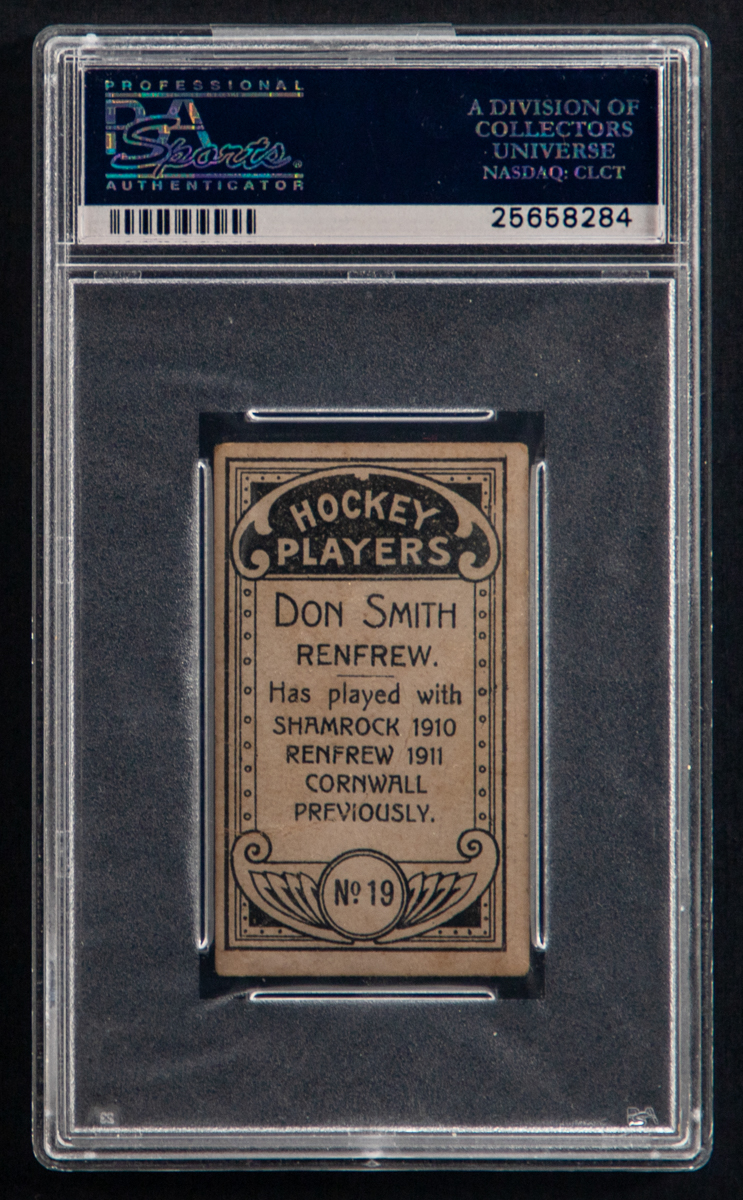 PROFESSIONAL
PSA
Sports
AUTHENTICATOR
A DIVISION OF
COLLECTORS
UNIVERSE
NASDAQ: CLCT
25658284
HOCKEY
PLAYERS
DON SMITH
RENFREW.
Has played with
SHAMROCK 1910
RENFREW 1911
CORNWALL
PREVIOUSLY.
Nº 19
PSA